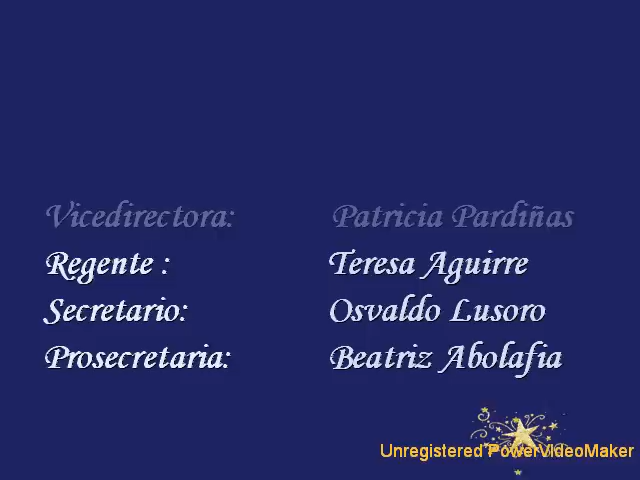 Vicedirectora: Patricia Pardiñas
Regente : Teresa Aguirre
Secretario: Osvaldo Lusoro
Prosecretaria: Beatriz Abolafia
Unregistered PowerVideoMaker